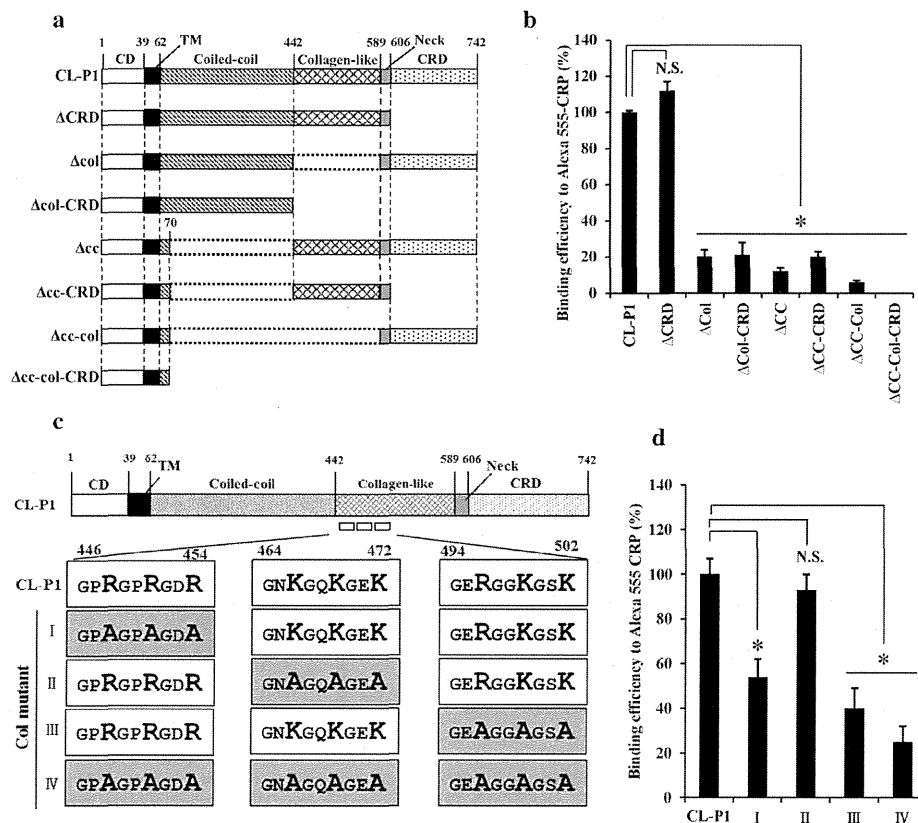 a
1 39 62 442 589 606 742
CD TM Coiled-coil Collagen-like Neck CRD
CL-P1
ΔCRD
Δcol
Δcol-CRD
70
Δcc
Δcc-CRD
Δcc-col
Δcc-col-CRD
b
Binding efficiency to Alexa 555-CRP (%)
140
120
100
80
60
40
20
0
N.S.
*
CL-P1
ΔCRD
ΔCol
ΔCol-CRD
ΔCC
ΔCC-CRD
ΔCC-Col
ΔCC-Col-CRD
c
1 39 62 442 589 606 742
CD TM Coiled-coil Collagen-like Neck CRD
CL-P1
446 454 464 472 494 502
CL-P1 GPRGPRGDR GNKGQKGEK GERGGKGSK
Col mutant
I GPAGPAGDA GNKGQKGEK GERGGKGSK
II GPRGPRGDR GNAGQAGEA GERGGKGSK
III GPRGPRGDR GNKGQKGEK GEAGGAGSA
IV GPAGPAGDA GNAGQAGEA GEAGGAGSA
d
Binding efficiency to Alexa 555 CRP (%)
140
120
100
80
60
40
20
0
*
N.S.
*
CL-P1 I II III IV